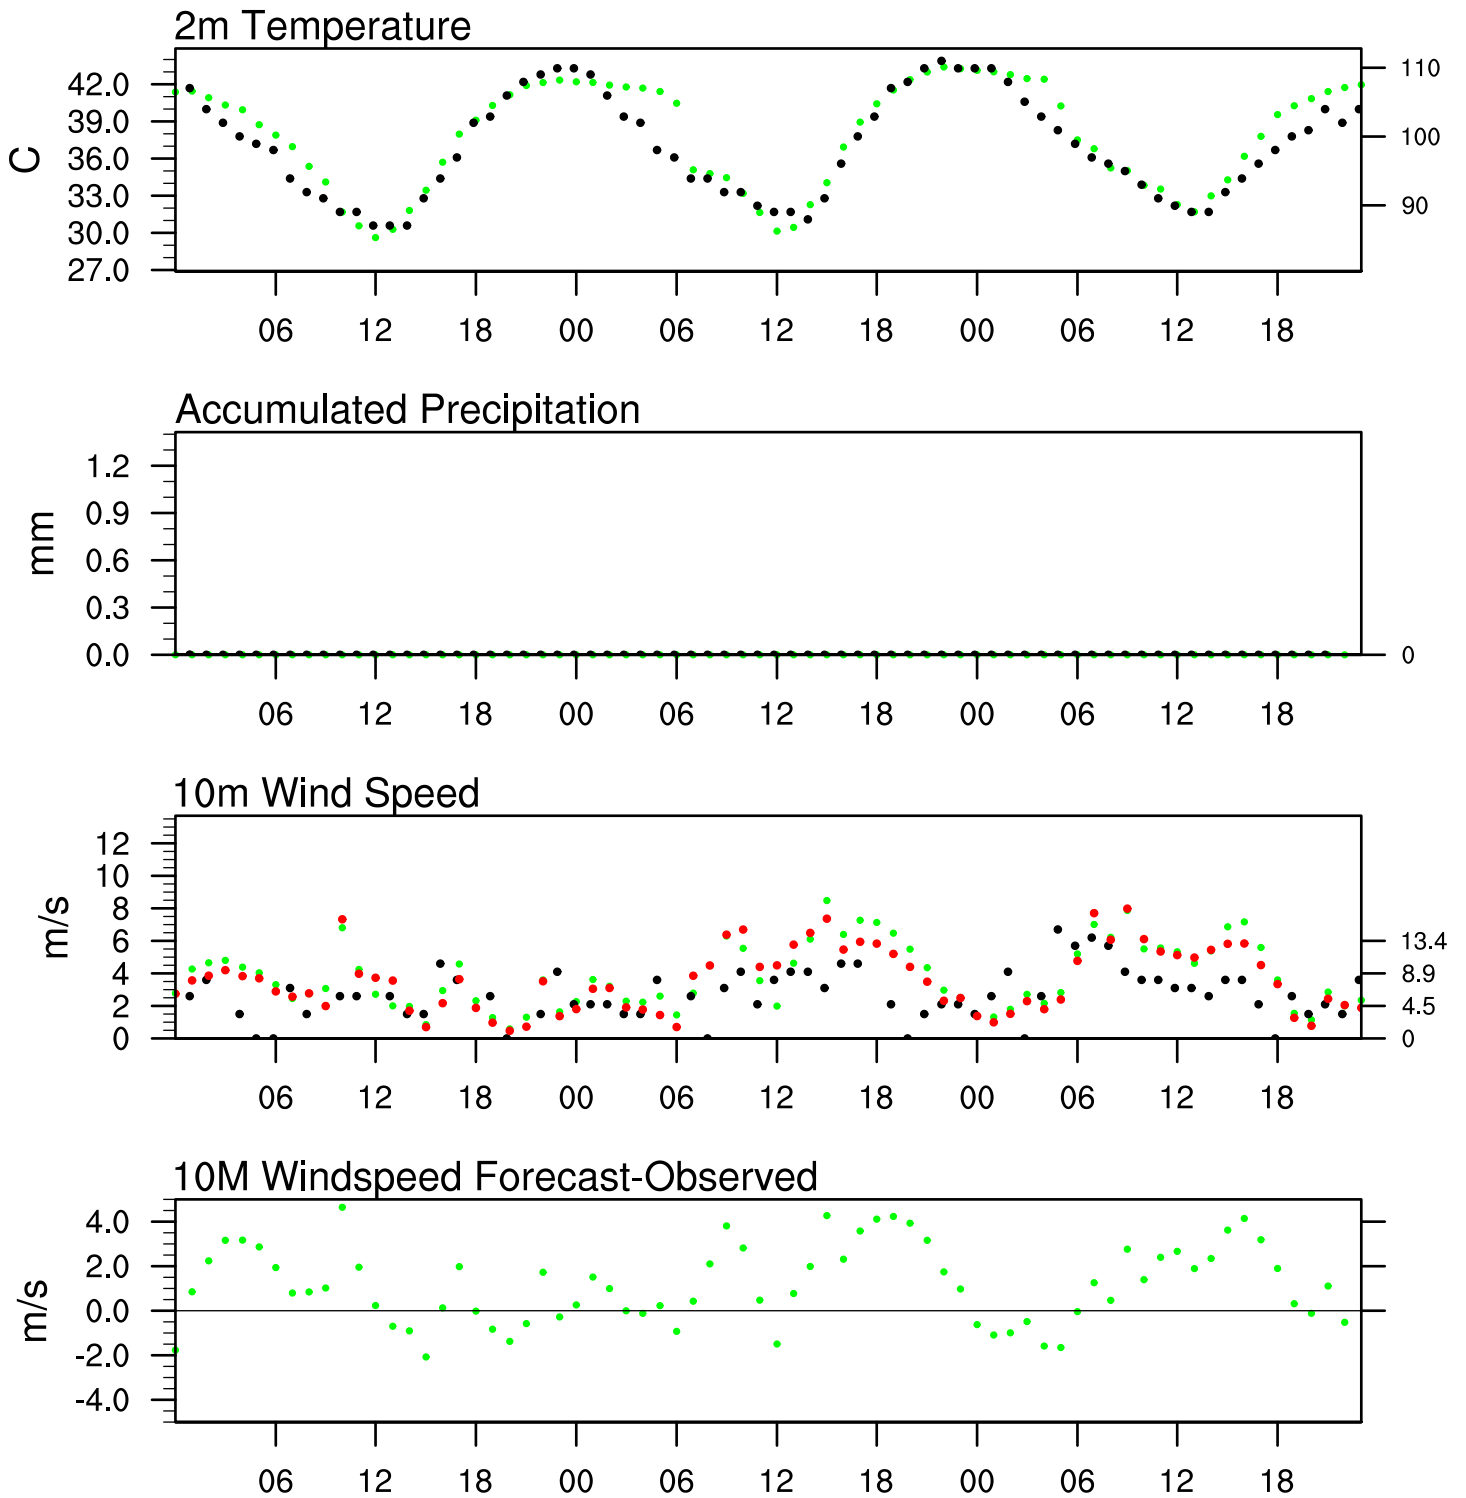 2m Temperature
42.0
39.0
36.0
33.0
30.0
27.0
C
110
100
90
06 12 18 00 06 12 18 00 06 12 18
Accumulated Precipitation
1.2
0.9
0.6
0.3
0.0
mm
0
06 12 18 00 06 12 18 00 06 12 18
10m Wind Speed
12
10
8
6
4
2
0
m/s
13.4
8.9
4.5
0
06 12 18 00 06 12 18 00 06 12 18
10M Windspeed Forecast-Observed
4.0
2.0
0.0
-2.0
-4.0
m/s
06 12 18 00 06 12 18 00 06 12 18